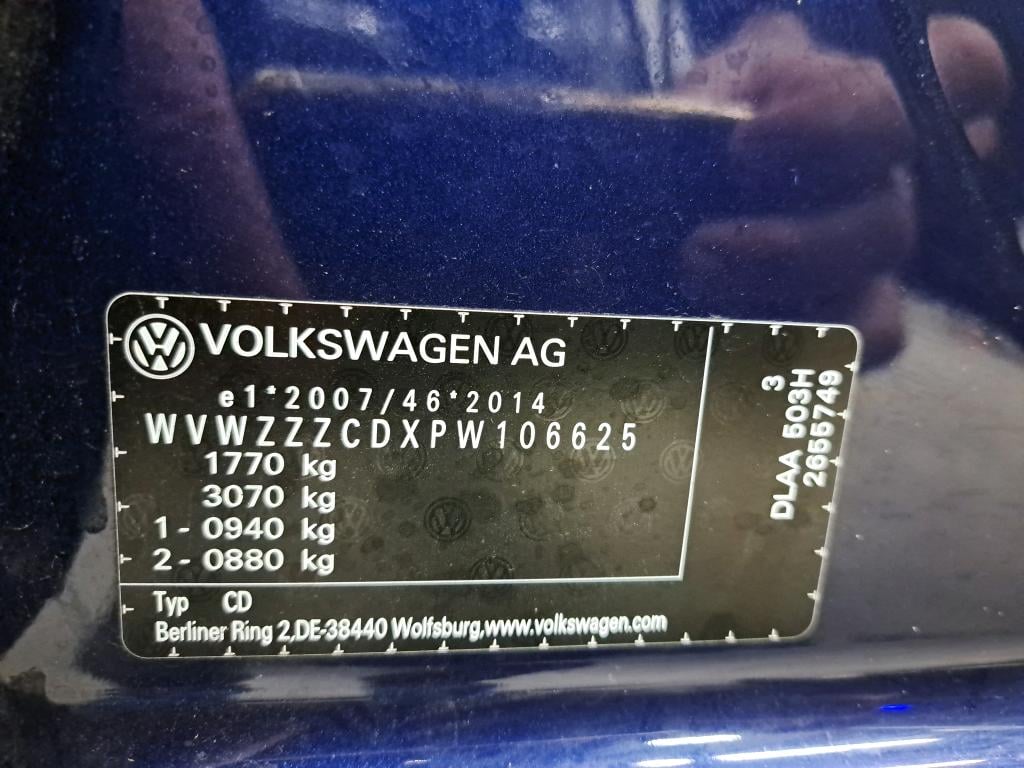 VOLKSWAGEN AG
e1*2007/46*2014
WVWZZZCDXPW106625
1770 kg
3070 kg
1 - 0940 kg
2 - 0880 kg
Typ CD
Berliner Ring 2,DE-38440 Wolfsburg,www.volkswagen.com
3
DLAA 503H
2655749